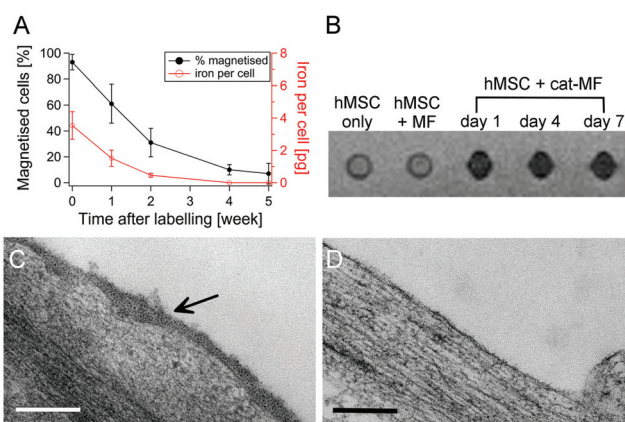 A
Magnetised cells [%]
100
80
60
40
20
0
% magnetised
iron per cell
8
6
4
2
0
Iron per cell [pg]
0 1 2 3 4 5
Time after labelling [week]
B
hMSC + cat-MF
hMSC only
hMSC + MF
day 1 day 4 day 7
C
D